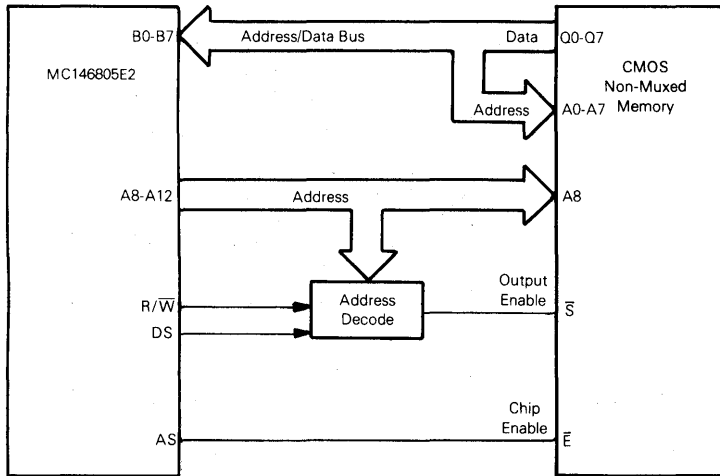 B0-B7
Address/Data Bus
Data
Q0-Q7
MC146805E2
CMOS
Non-Muxed
Memory
Address
A0-A7
A8-A12
Address
A8
R/W̅
DS
Address
Decode
Output
Enable
S̅
AS
Chip
Enable
E̅